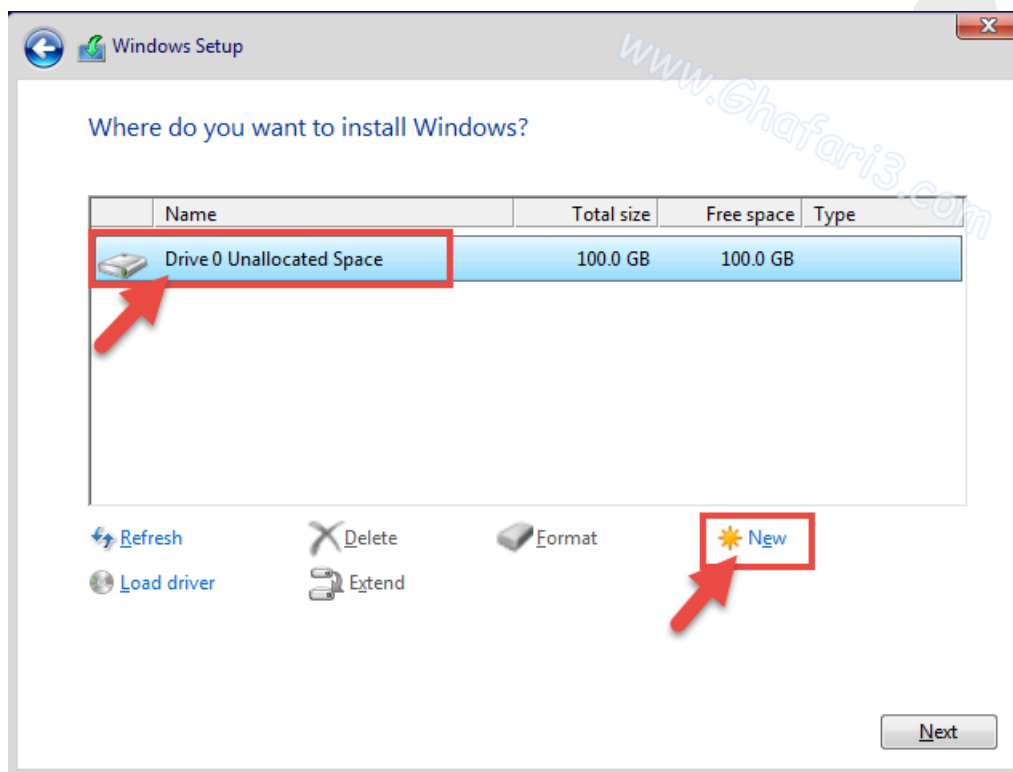 Windows Setup
www.Ghafari3.com
Where do you want to install Windows?
Name Total size Free space Type
Drive 0 Unallocated Space 100.0 GB 100.0 GB
Refresh Delete Format New
Load driver Extend
Next